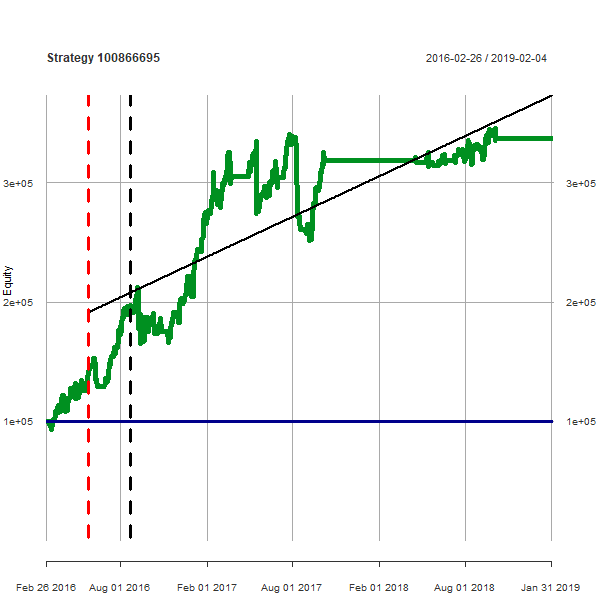 Strategy 100866695
2016-02-26 / 2019-02-04
3e+05
3e+05
Equity
2e+05
2e+05
1e+05
1e+05
Feb 26 2016
Aug 01 2016
Feb 01 2017
Aug 01 2017
Feb 01 2018
Aug 01 2018
Jan 31 2019